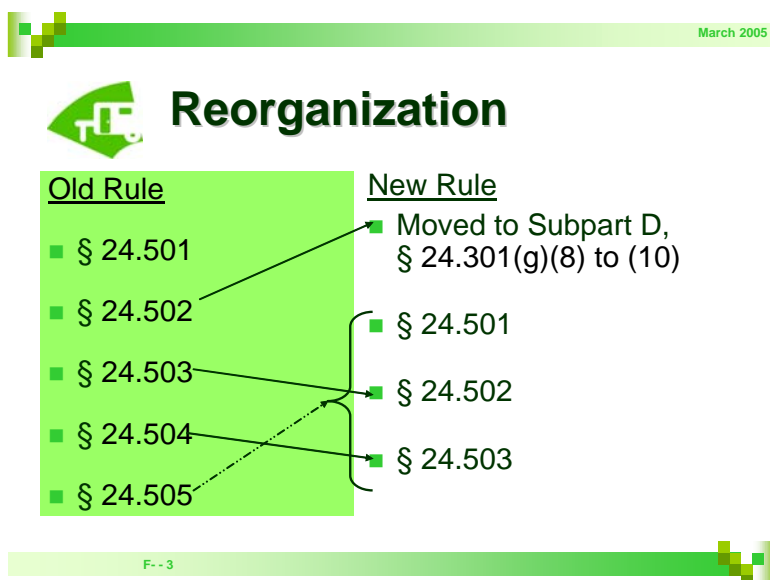 March 2005
Reorganization
Old Rule
§ 24.501
§ 24.502
§ 24.503
§ 24.504
§ 24.505
New Rule
Moved to Subpart D,
§ 24.301(g)(8) to (10)
§ 24.501
§ 24.502
§ 24.503
F- - 3